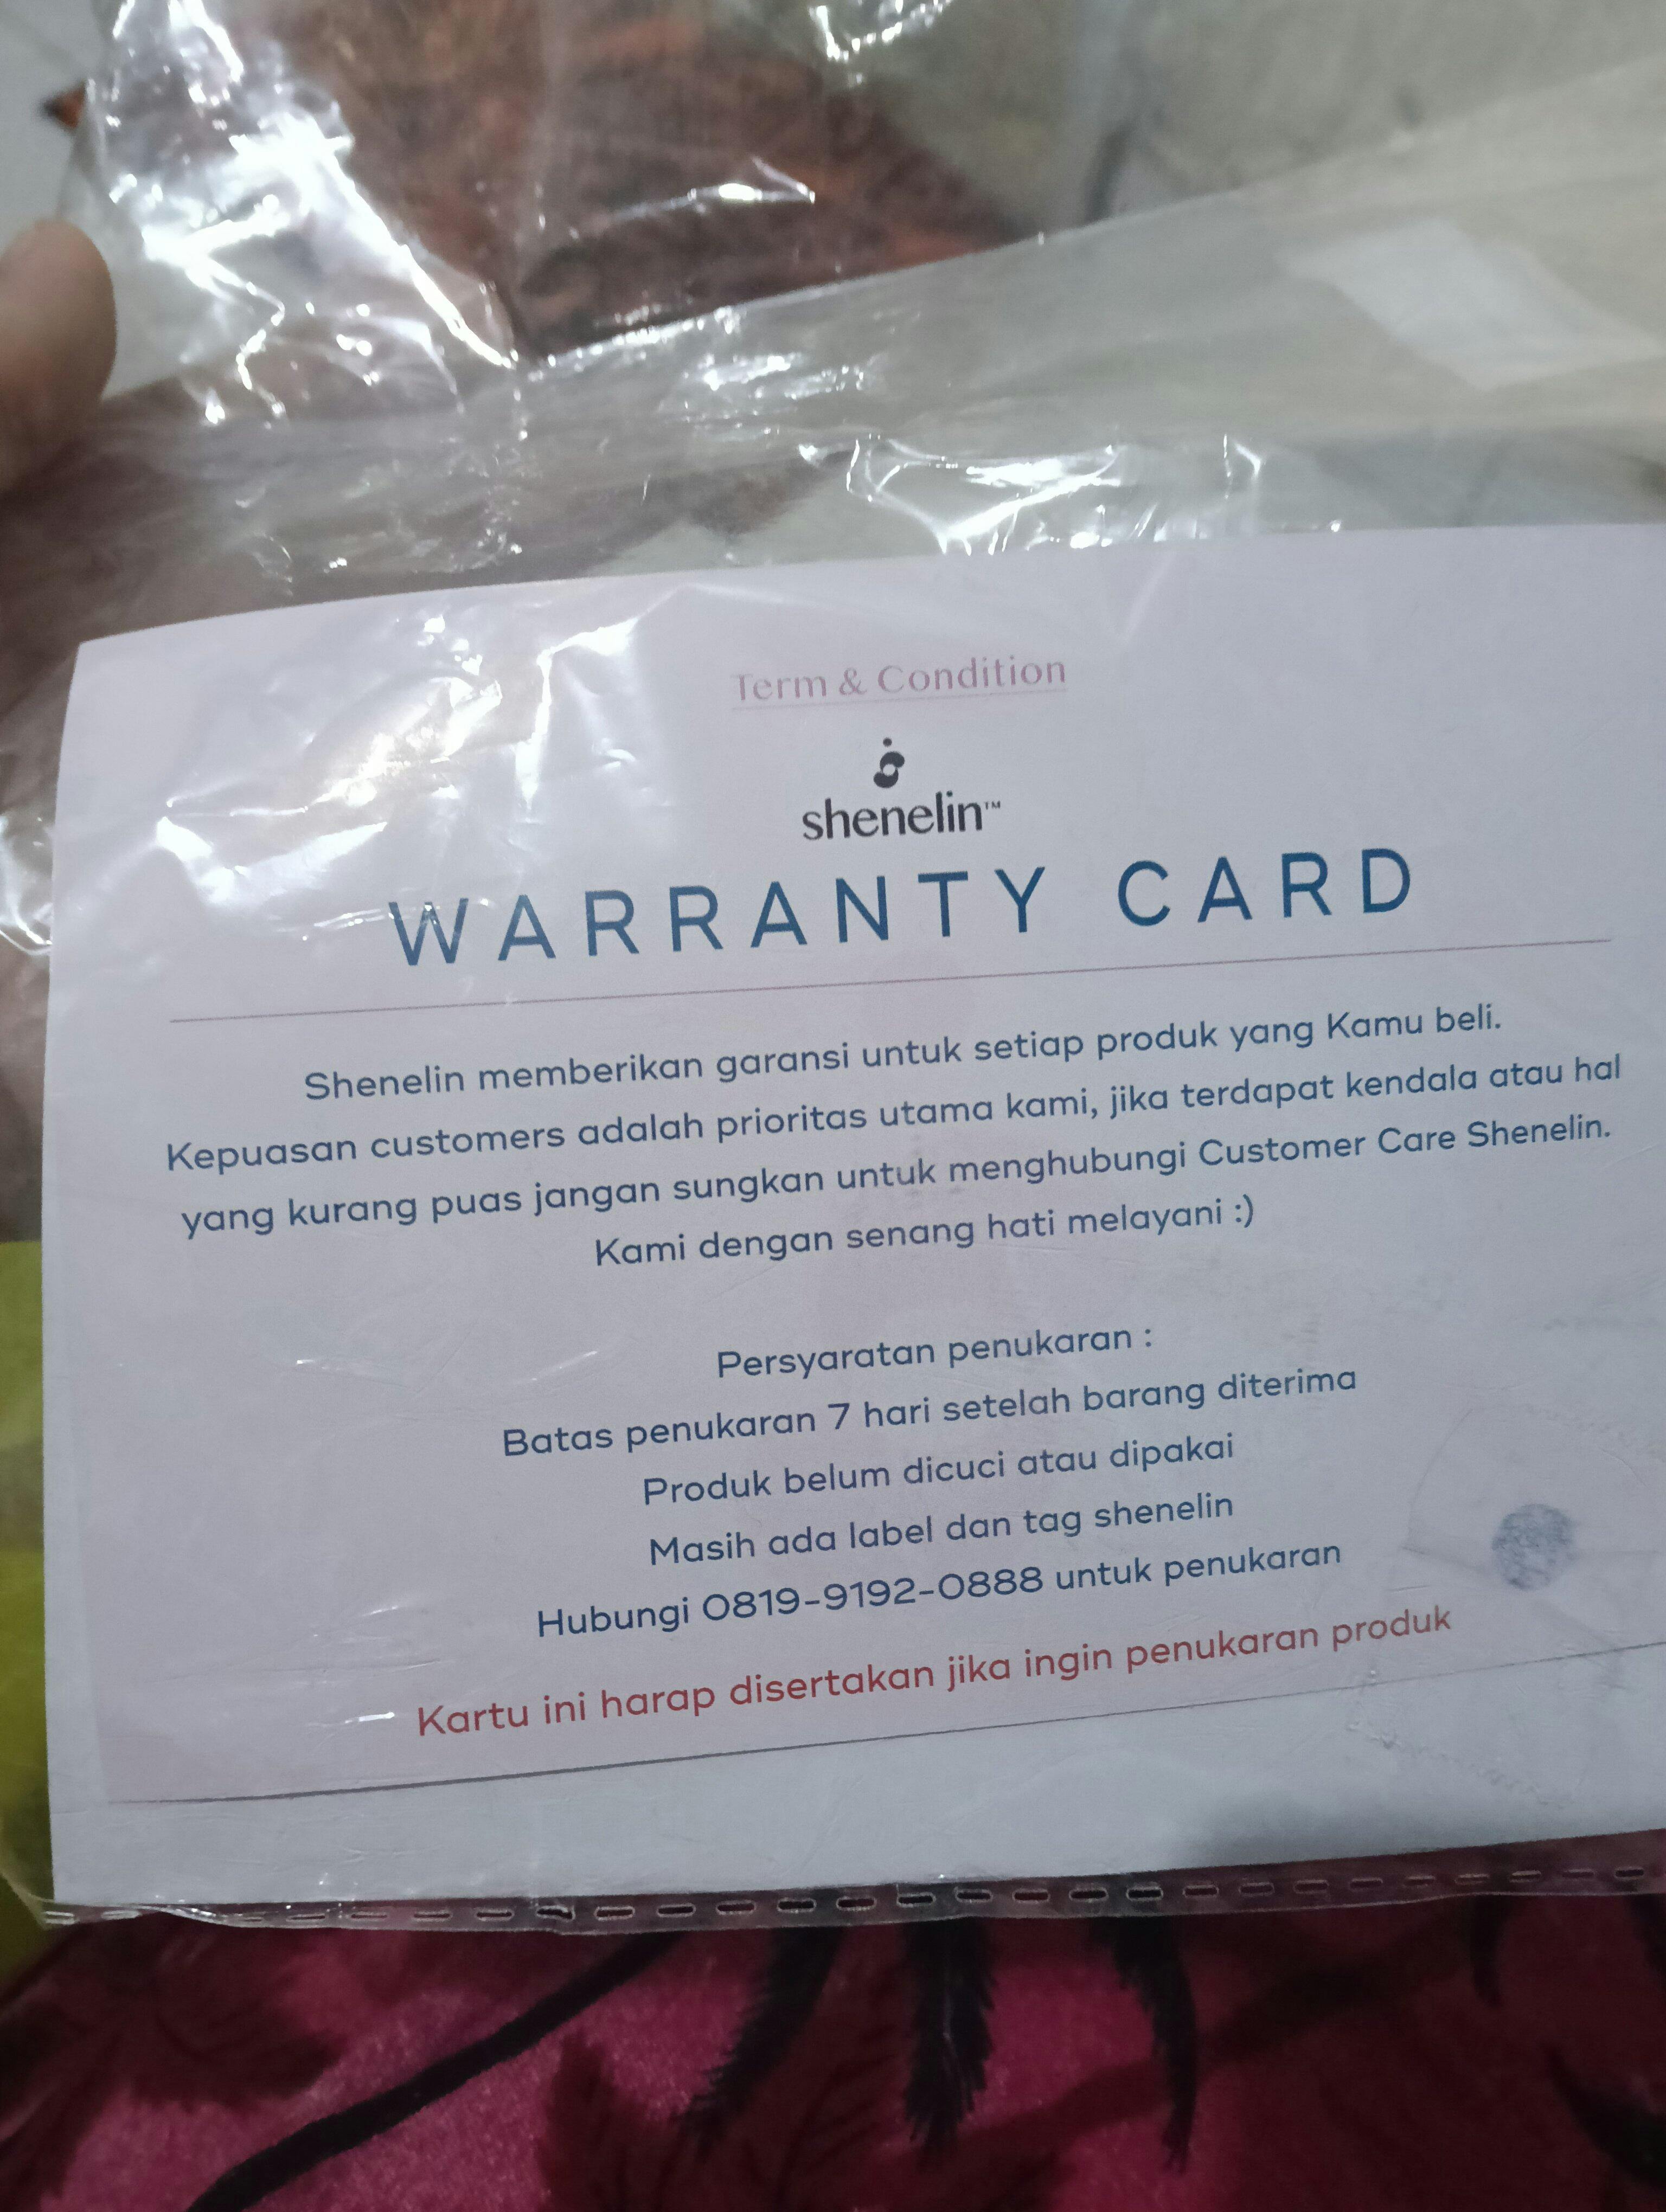 Term & Condition
shenelin™
WARRANTY CARD
Shenelin memberikan garansi untuk setiap produk yang Kamu beli.
Kepuasan customers adalah prioritas utama kami, jika terdapat kendala atau hal
yang kurang puas jangan sungkan untuk menghubungi Customer Care Shenelin.
Kami dengan senang hati melayani :)
Persyaratan penukaran :
Batas penukaran 7 hari setelah barang diterima
Produk belum dicuci atau dipakai
Masih ada label dan tag shenelin
Hubungi 0819-9192-0888 untuk penukaran
Kartu ini harap disertakan jika ingin penukaran produk